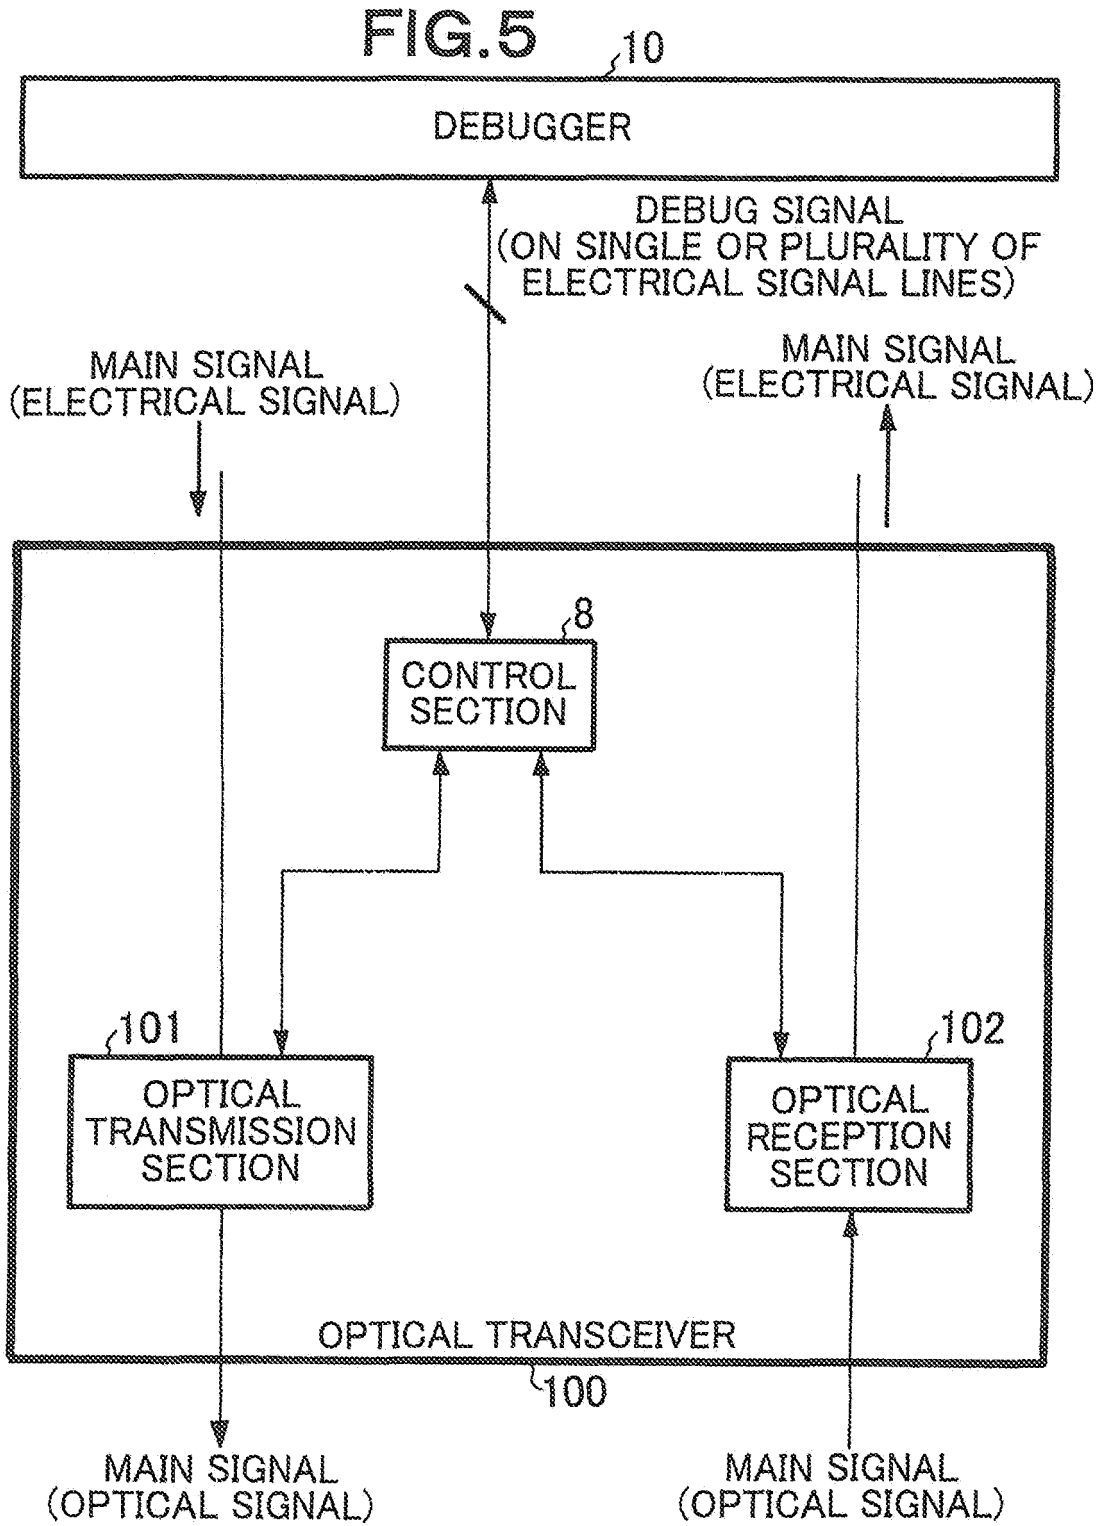 FIG.5
10
DEBUGGER
DEBUG SIGNAL
(ON SINGLE OR PLURALITY OF
ELECTRICAL SIGNAL LINES)
MAIN SIGNAL
(ELECTRICAL SIGNAL)
MAIN SIGNAL
(ELECTRICAL SIGNAL)
8
CONTROL
SECTION
101
OPTICAL
TRANSMISSION
SECTION
102
OPTICAL
RECEPTION
SECTION
OPTICAL TRANSCEIVER
100
MAIN SIGNAL
(OPTICAL SIGNAL)
MAIN SIGNAL
(OPTICAL SIGNAL)